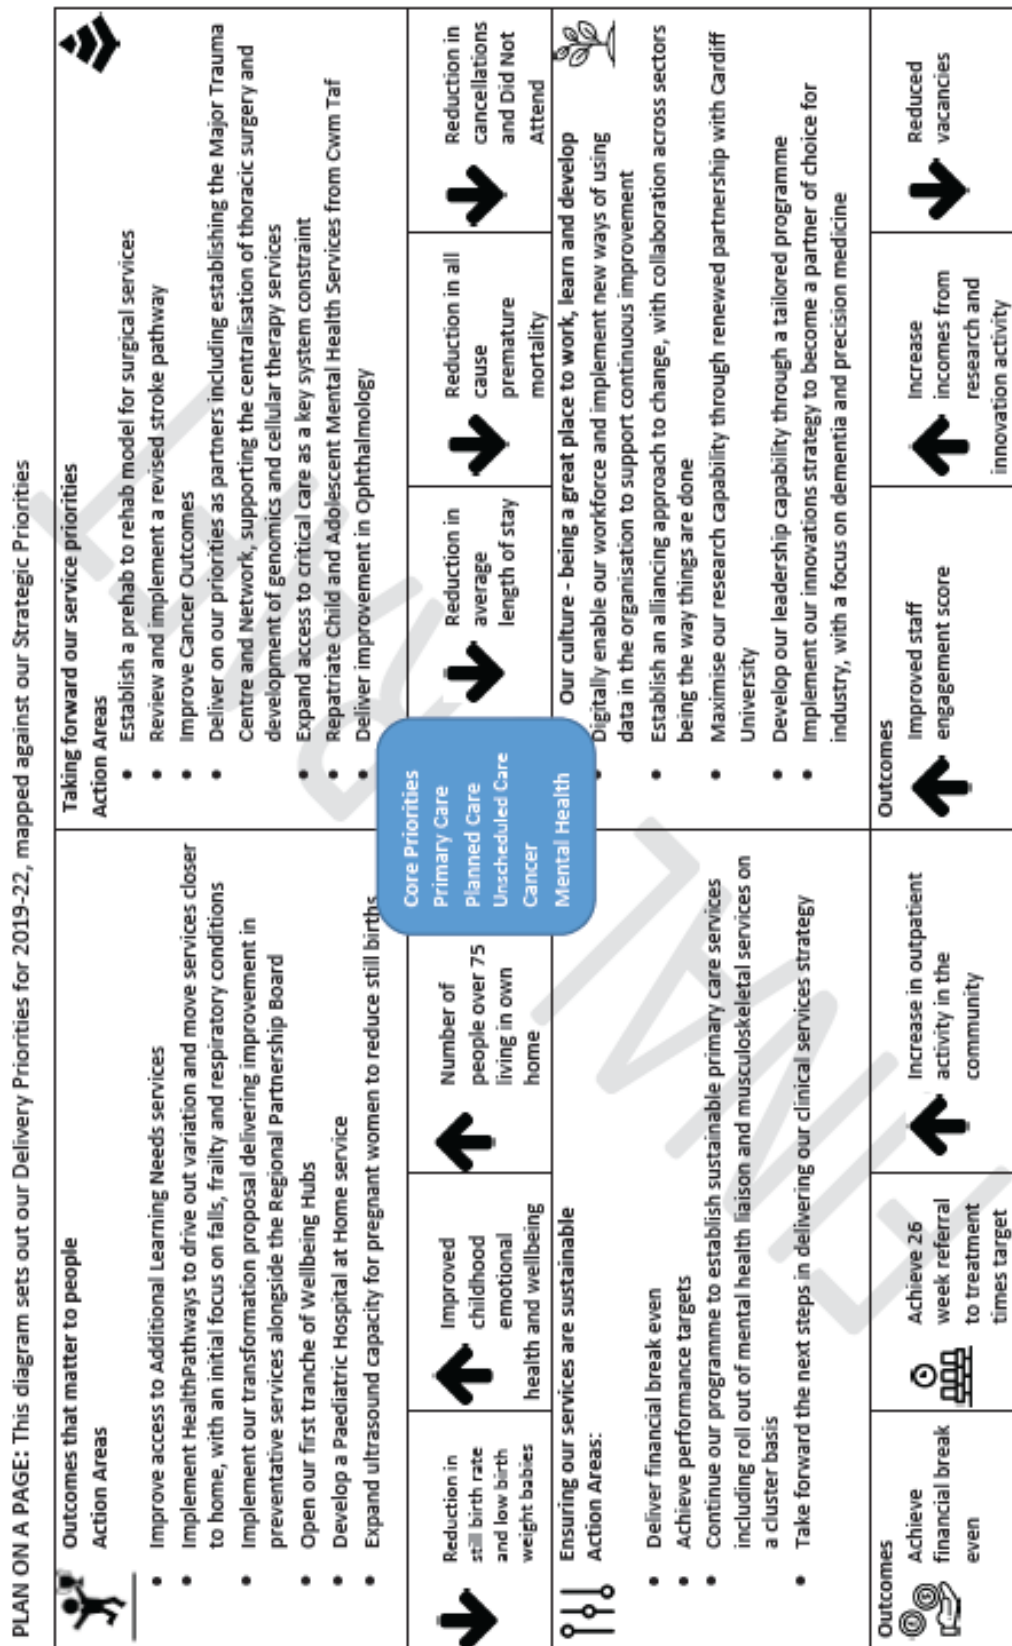 PLAN ON A PAGE: This diagram sets out our Delivery Priorities for 2019-22, mapped against our Strategic Priorities
Outcomes that matter to people
Action Areas
• Improve access to Additional Learning Needs services
• Implement HealthPathways to drive out variation and move services closer
to home, with an initial focus on falls, frailty and respiratory conditions
• Implement our transformation proposal delivering improvement in
preventative services alongside the Regional Partnership Board
• Open our first tranche of Wellbeing Hubs
• Develop a Paediatric Hospital at Home service
• Expand ultrasound capacity for pregnant women to reduce still births
Reduction in
still birth rate
and low birth
weight babies
Improved
childhood
emotional
health and wellbeing
Number of
people over 75
living in own
home
Taking forward our service priorities
Action Areas
• Establish a prehab to rehab model for surgical services
• Review and implement a revised stroke pathway
• Improve Cancer Outcomes
• Deliver on our priorities as partners including establishing the Major Trauma
Centre and Network, supporting the centralisation of thoracic surgery and
development of genomics and cellular therapy services
• Expand access to critical care as a key system constraint
• Repatriate Child and Adolescent Mental Health Services from Cwm Taf
• Deliver improvement in Ophthalmology
Reduction in
average
length of stay
Reduction in all
cause
premature
mortality
Reduction in
cancellations
and Did Not
Attend
Core Priorities
Primary Care
Planned Care
Unscheduled Care
Cancer
Mental Health
Ensuring our services are sustainable
Action Areas:
• Deliver financial break even
• Achieve performance targets
• Continue our programme to establish sustainable primary care services
including roll out of mental health liaison and musculoskeletal services on
a cluster basis
• Take forward the next steps in delivering our clinical services strategy
Outcomes
Achieve
financial break
even
Achieve 26
week referral
to treatment
times target
Increase in outpatient
activity in the
community
Our culture - being a great place to work, learn and develop
• Digitally enable our workforce and implement new ways of using
data in the organisation to support continuous improvement
• Establish an alliancing approach to change, with collaboration across sectors
being the way things are done
• Maximise our research capability through renewed partnership with Cardiff
University
• Develop our leadership capability through a tailored programme
• Implement our innovations strategy to become a partner of choice for
industry, with a focus on dementia and precision medicine
Outcomes
Improved staff
engagement score
Increase
incomes from
research and
innovation activity
Reduced
vacancies